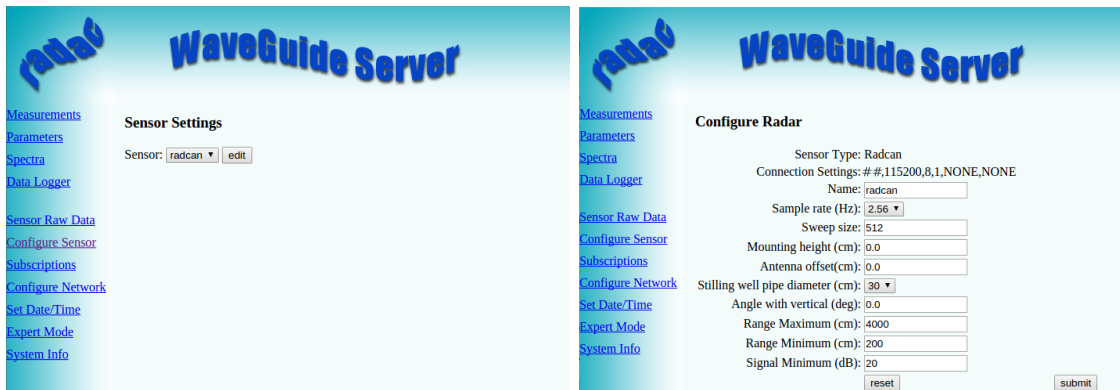 radac
WaveGuide Server
Measurements
Parameters
Spectra
Data Logger
Sensor Raw Data
Configure Sensor
Subscriptions
Configure Network
Set Date/Time
Expert Mode
System Info
Sensor Settings
Sensor: radcan edit
radac
WaveGuide Server
Measurements
Parameters
Spectra
Data Logger
Sensor Raw Data
Configure Sensor
Subscriptions
Configure Network
Set Date/Time
Expert Mode
System Info
Configure Radar
Sensor Type: Radcan
Connection Settings: # #,115200,8,1,NONE,NONE
Name: radcan
Sample rate (Hz): 2.56
Sweep size: 512
Mounting height (cm): 0.0
Antenna offset(cm): 0.0
Stilling well pipe diameter (cm): 30
Angle with vertical (deg): 0.0
Range Maximum (cm): 4000
Range Minimum (cm): 200
Signal Minimum (dB): 20
reset submit